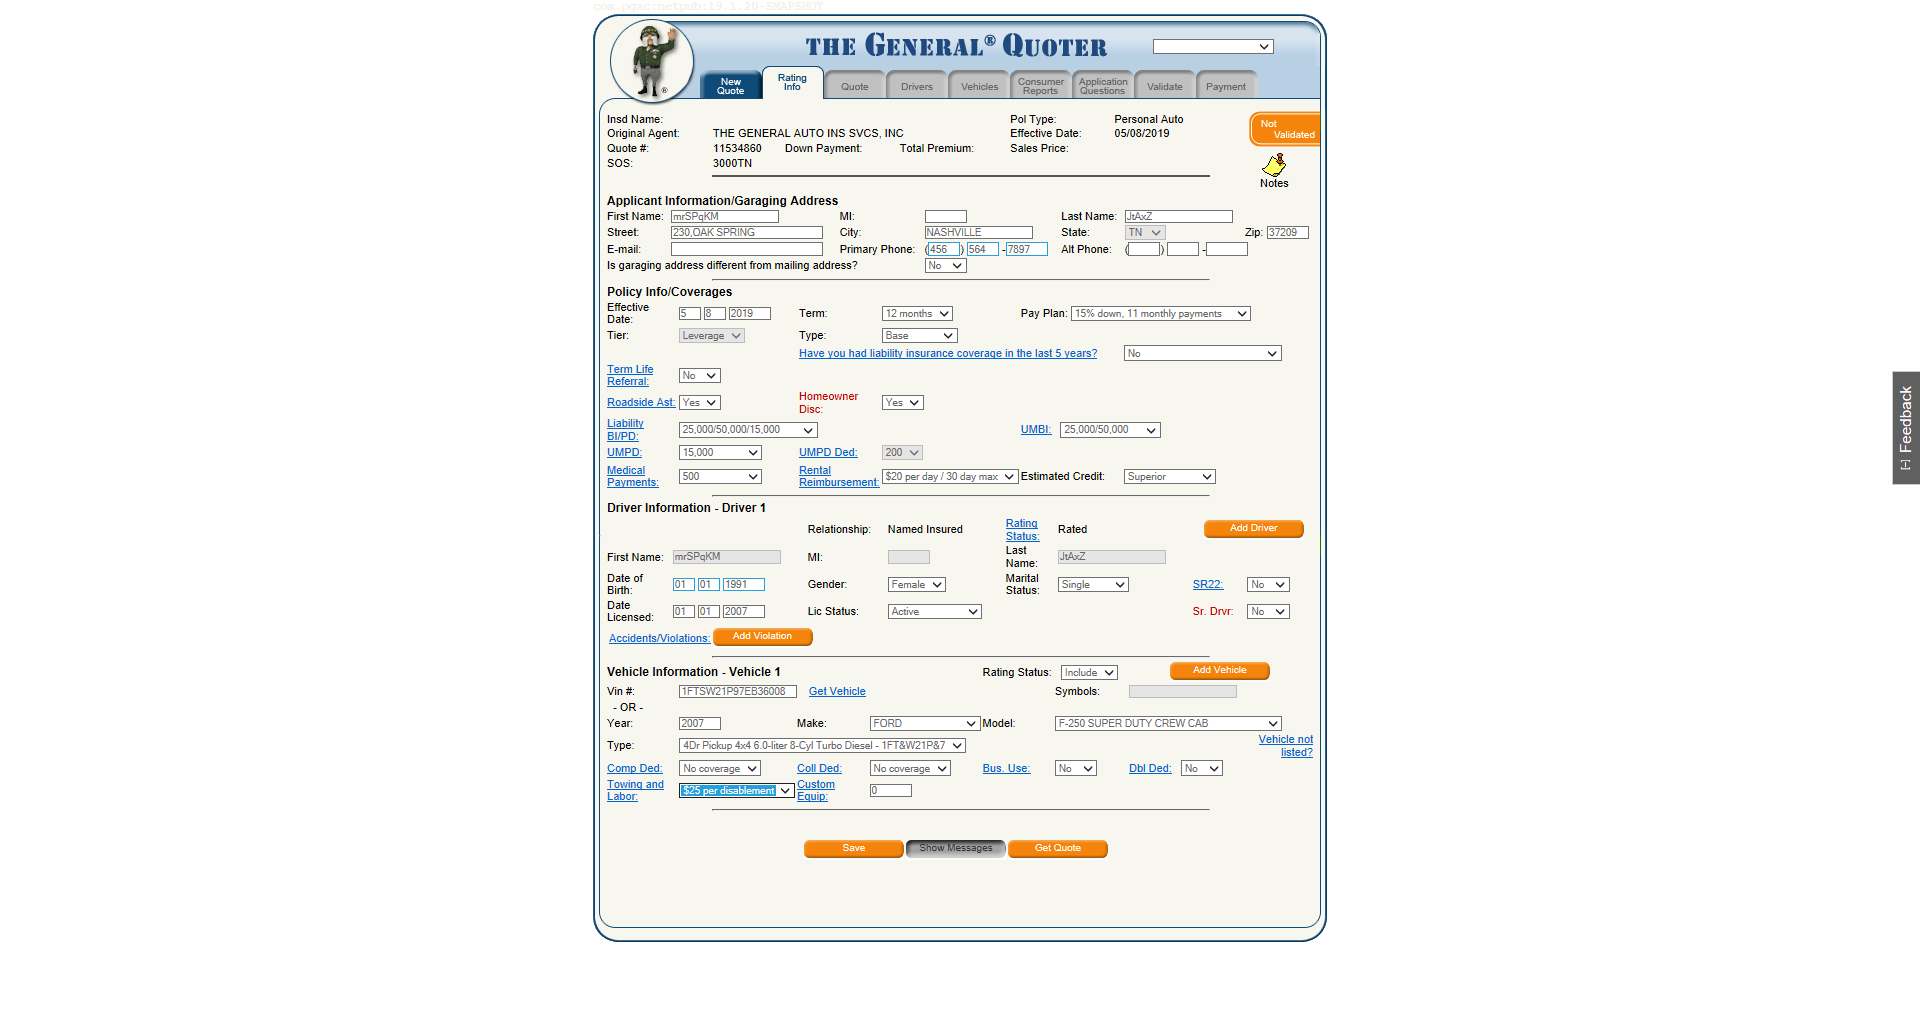 com.pgac:netpub:19.1.20-SNAPSHOT
THE GENERAL® QUOTER
New Quote
Rating Info
Quote
Drivers
Vehicles
Consumer Reports
Application Questions
Validate
Payment
®
Insd Name: Pol Type: Personal Auto
Not Validated
Original Agent: THE GENERAL AUTO INS SVCS, INC Effective Date: 05/08/2019
Quote #: 11534860 Down Payment: Total Premium: Sales Price:
SOS: 3000TN
Notes
Applicant Information/Garaging Address
First Name: mrSPqKM MI: Last Name: JtAxZ
Street: 230,OAK SPRING City: NASHVILLE State: TN Zip: 37209
E-mail: Primary Phone: (456) 564 -7897 Alt Phone: ( ) -
Is garaging address different from mailing address? No
Policy Info/Coverages
Effective Date: 5 8 2019 Term: 12 months Pay Plan: 15% down, 11 monthly payments
Tier: Leverage Type: Base
Have you had liability insurance coverage in the last 5 years? No
Term Life Referral: No
Roadside Ast: Yes Homeowner Disc: Yes
Liability BI/PD: 25,000/50,000/15,000 UMBI: 25,000/50,000
UMPD: 15,000 UMPD Ded: 200
Medical Payments: 500 Rental Reimbursement: $20 per day / 30 day max Estimated Credit: Superior
Driver Information - Driver 1
Relationship: Named Insured Rating Status: Rated Add Driver
First Name: mrSPqKM MI: Last Name: JtAxZ
Date of Birth: 01 01 1991 Gender: Female Marital Status: Single SR22: No
Date Licensed: 01 01 2007 Lic Status: Active Sr. Drvr: No
Accidents/Violations: Add Violation
Vehicle Information - Vehicle 1 Rating Status: Include Add Vehicle
Vin #: 1FTSW21P97EB36008 Get Vehicle Symbols:
- OR -
Year: 2007 Make: FORD Model: F-250 SUPER DUTY CREW CAB
Type: 4Dr Pickup 4x4 6.0-liter 8-Cyl Turbo Diesel - 1FT&W21P&7 Vehicle not listed?
Comp Ded: No coverage Coll Ded: No coverage Bus. Use: No Dbl Ded: No
Towing and Labor: $25 per disablement Custom Equip: 0
Save Show Messages Get Quote
[-] Feedback